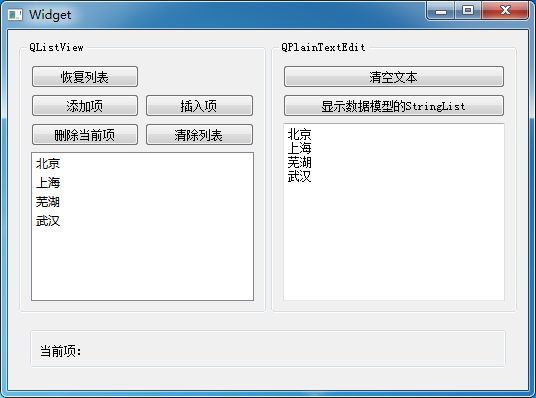 Widget
QListView
恢复列表
添加项 插入项
删除当前项 清除列表
北京
上海
芜湖
武汉
QPlainTextEdit
清空文本
显示数据模型的StringList
北京
上海
芜湖
武汉
当前项：